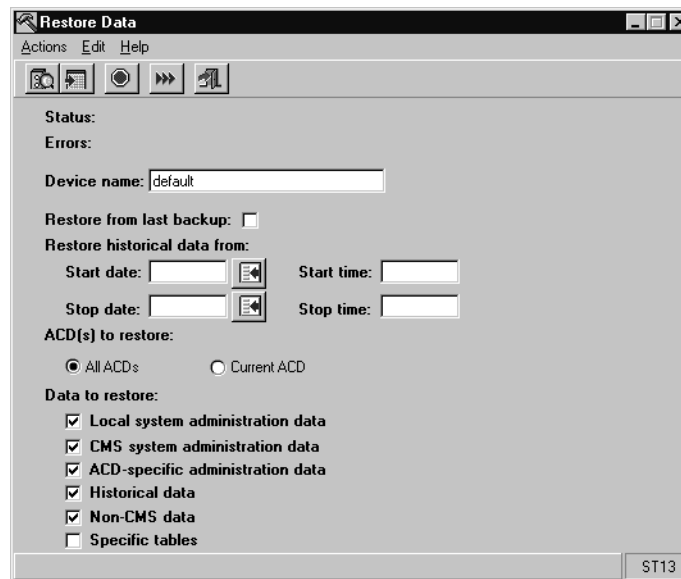 Restore Data
Actions Edit Help
Status:
Errors:
Device name: default
Restore from last backup:
Restore historical data from:
Start date: Start time:
Stop date: Stop time:
ACD(s) to restore:
All ACDs Current ACD
Data to restore:
Local system administration data
CMS system administration data
ACD-specific administration data
Historical data
Non-CMS data
Specific tables
ST13